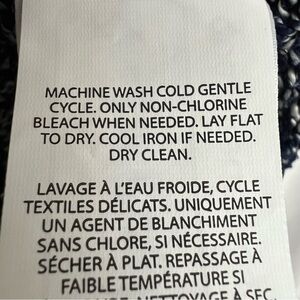 MACHINE WASH COLD GENTLE
CYCLE. ONLY NON-CHLORINE
BLEACH WHEN NEEDED. LAY FLAT
TO DRY. COOL IRON IF NEEDED.
DRY CLEAN.
LAVAGE À L'EAU FROIDE, CYCLE
TEXTILES DÉLICATS. UNIQUEMENT
UN AGENT DE BLANCHIMENT
SANS CHLORE, SI NÉCESSAIRE.
SÉCHER À PLAT. REPASSAGE À
FAIBLE TEMPÉRATURE SI
NETTOYAGE À SEC.